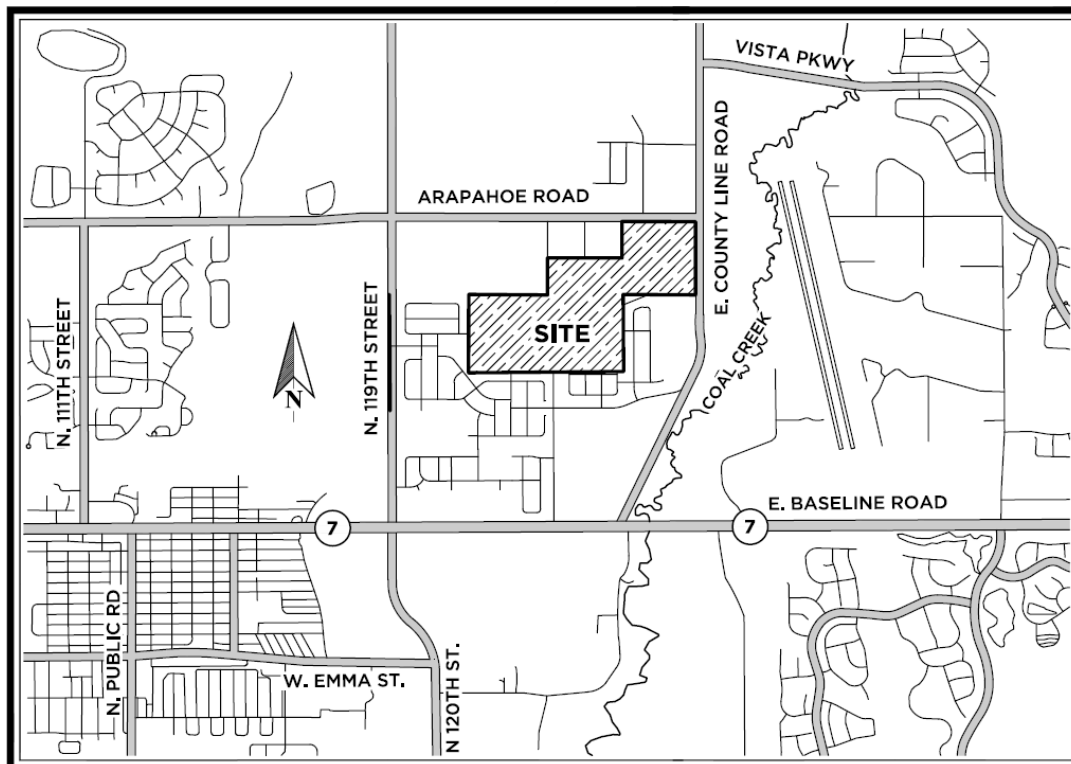 VISTA PKWY
E. COUNTY LINE ROAD
ARAPAHOE ROAD
N. 111TH STREET
N. 119TH STREET
SITE
COAL CREEK
N
E. BASELINE ROAD
7
7
N. PUBLIC RD
W. EMMA ST.
N 120TH ST.